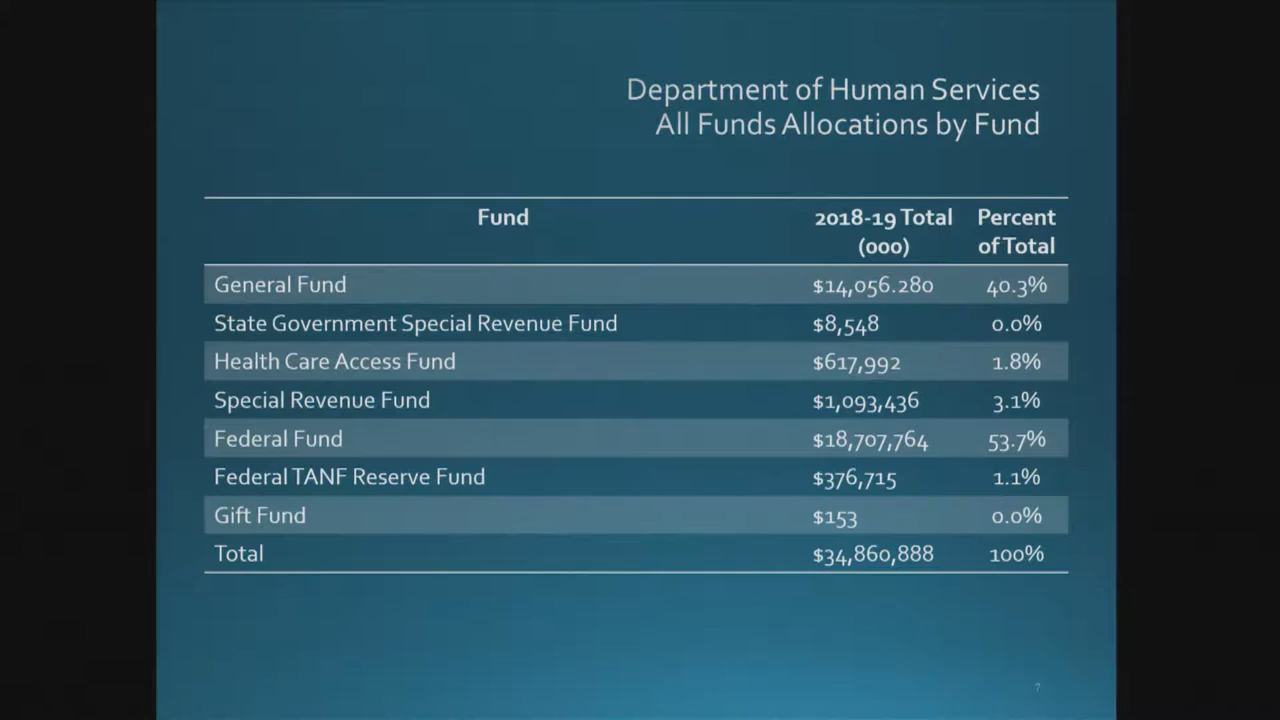 Department of Human Services
All Funds Allocations by Fund
Fund 2018-19 Total (000) Percent of Total
General Fund $14,056.280 40.3%
State Government Special Revenue Fund $8,548 0.0%
Health Care Access Fund $617,992 1.8%
Special Revenue Fund $1,093,436 3.1%
Federal Fund $18,707,764 53.7%
Federal TANF Reserve Fund $376,715 1.1%
Gift Fund $153 0.0%
Total $34,860,888 100%
7